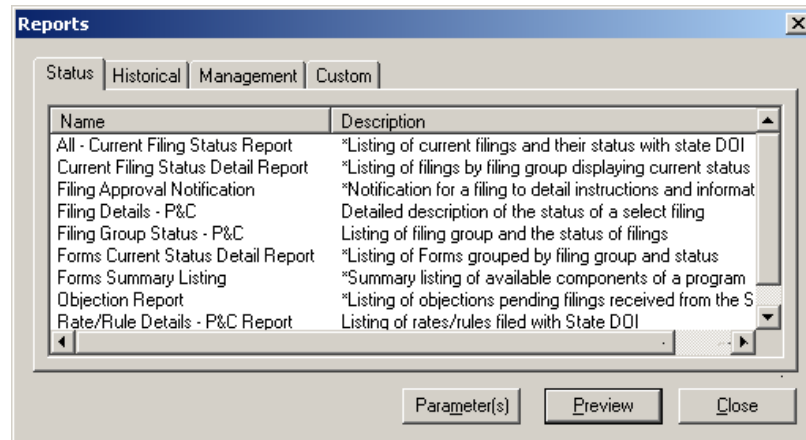 Reports
Status Historical Management Custom
Name Description
All - Current Filing Status Report *Listing of current filings and their status with state DOI
Current Filing Status Detail Report *Listing of filings by filing group displaying current status
Filing Approval Notification *Notification for a filing to detail instructions and informat
Filing Details - P&C Detailed description of the status of a select filing
Filing Group Status - P&C Listing of filing group and the status of filings
Forms Current Status Detail Report *Listing of Forms grouped by filing group and status
Forms Summary Listing *Summary listing of available components of a program
Objection Report *Listing of objections pending filings received from the S
Rate/Rule Details - P&C Report Listing of rates/rules filed with State DOI
Parameter(s) Preview Close